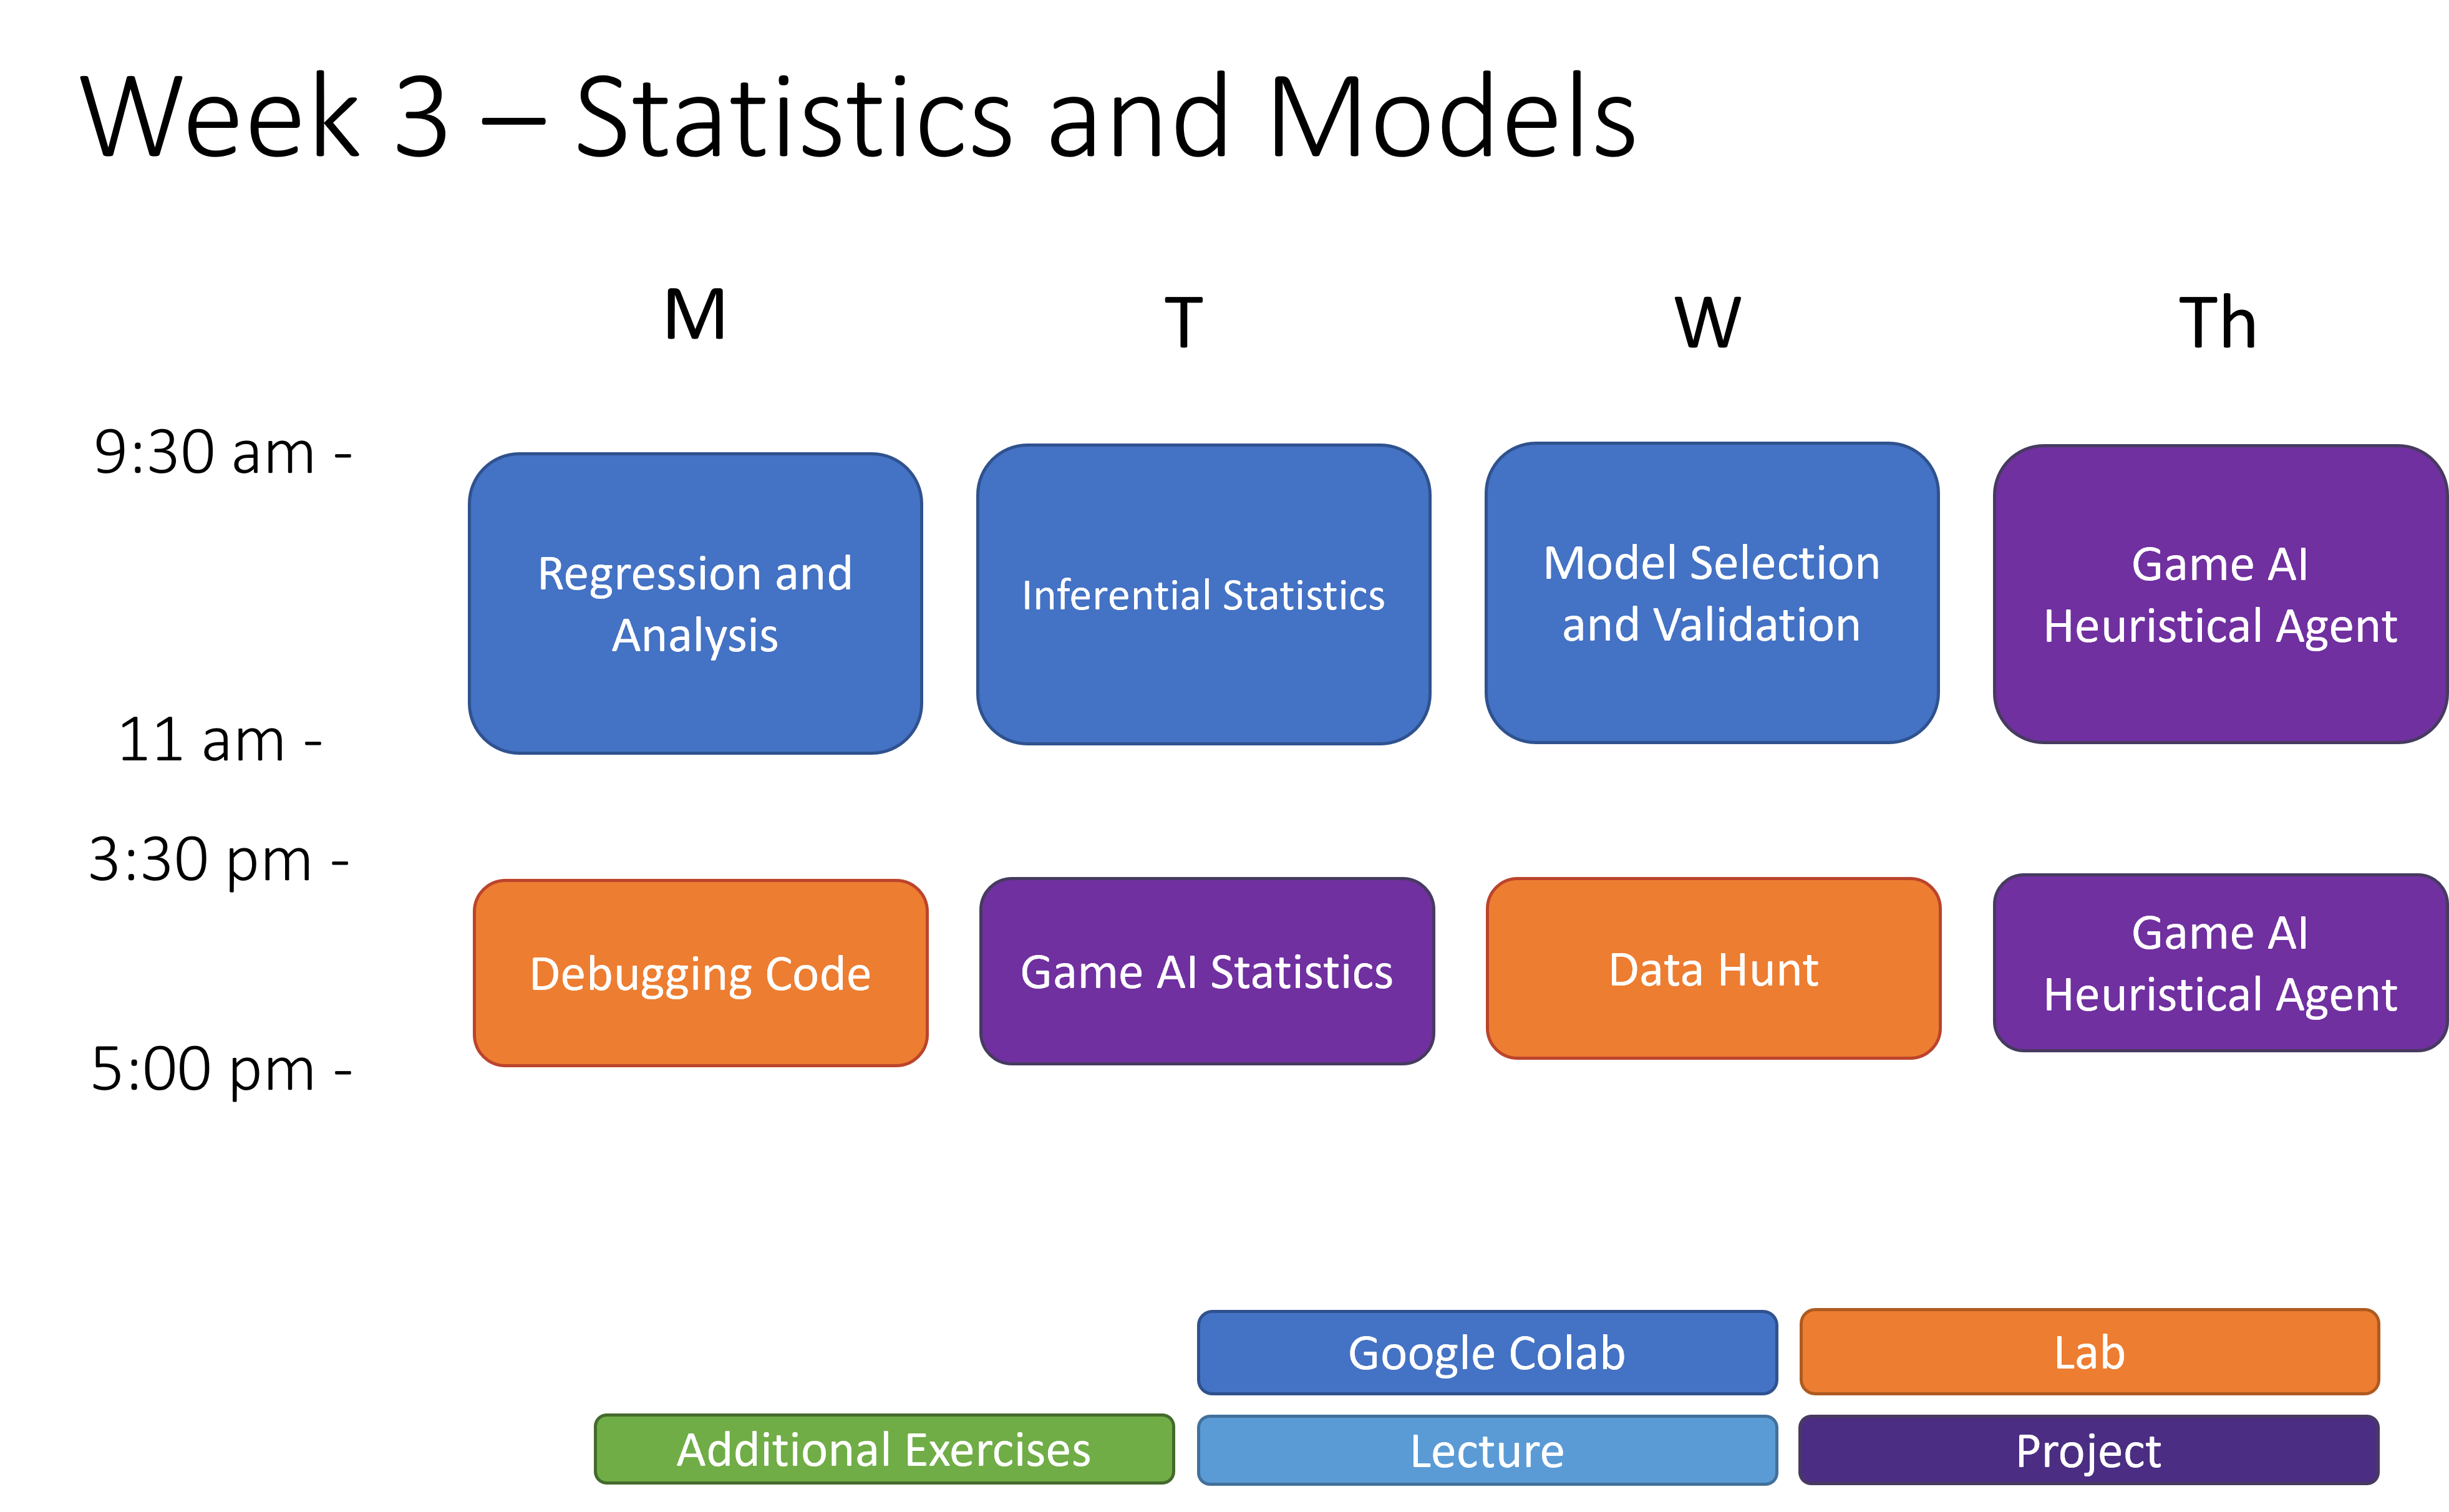 Week 3 – Statistics and Models
M
T
W
Th
9:30 am -
Regression and
Analysis
Inferential Statistics
Model Selection
and Validation
Game AI
Heuristical Agent
11 am -
3:30 pm -
Debugging Code
Game AI Statistics
Data Hunt
Game AI
Heuristical Agent
5:00 pm -
Google Colab
Lab
Additional Exercises
Lecture
Project